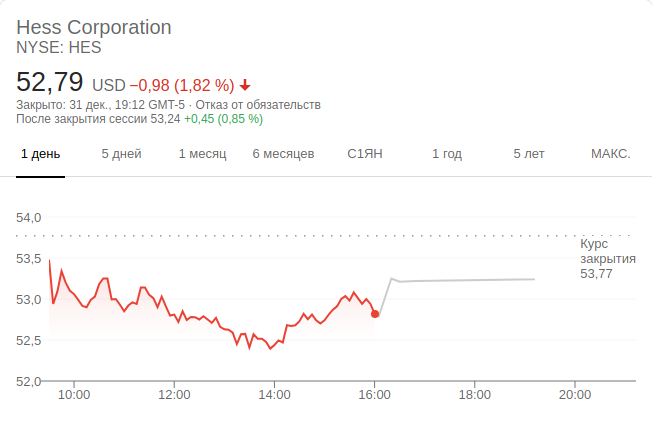 Hess Corporation
NYSE: HES
52,79 USD −0,98 (1,82 %)
Закрыто: 31 дек., 19:12 GMT-5 · Отказ от обязательств
После закрытия сессии 53,24 +0,45 (0,85 %)
1 день 5 дней 1 месяц 6 месяцев С1ЯН 1 год 5 лет МАКС.
54,0
53,5
53,0
52,5
52,0
Курс
закрытия
53,77
10:00 12:00 14:00 16:00 18:00 20:00